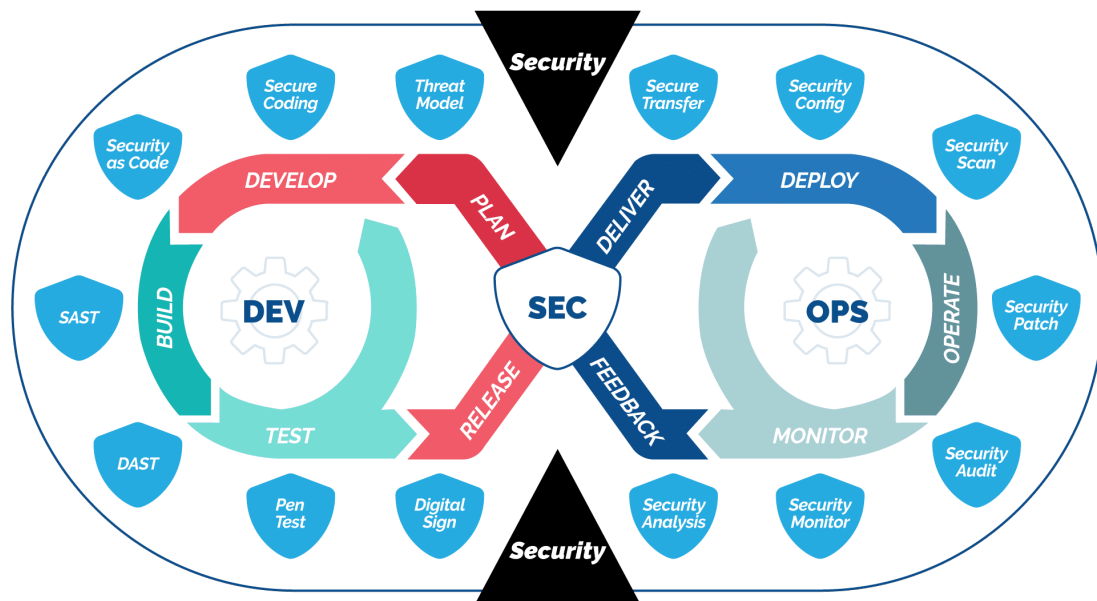 Security
Secure
Coding
Threat
Model
Secure
Transfer
Security
Config
Security
as Code
Security
Scan
DEVELOP
PLAN
DELIVER
DEPLOY
SAST
BUILD
DEV
SEC
OPS
OPERATE
Security
Patch
TEST
RELEASE
FEEDBACK
MONITOR
DAST
Security
Audit
Pen
Test
Digital
Sign
Security
Analysis
Security
Monitor
Security